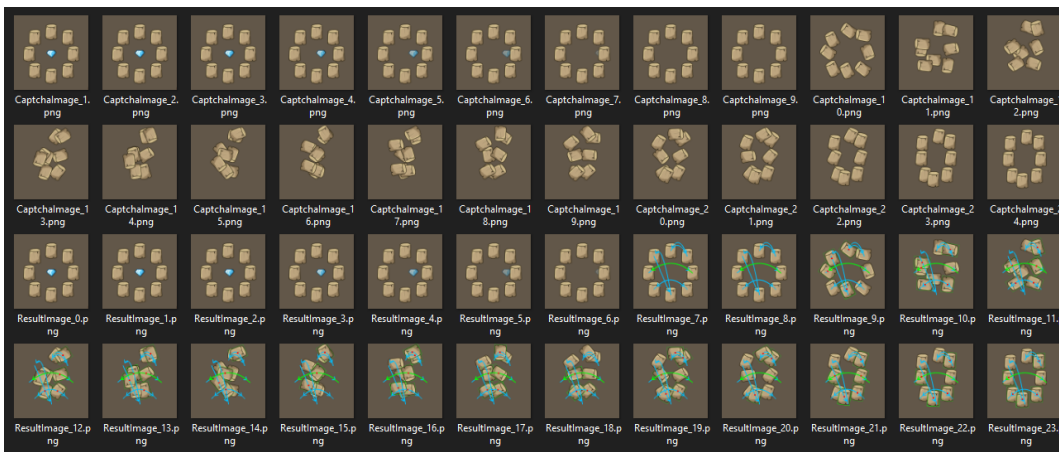 CaptchaImage_1.
png
CaptchaImage_2.
png
CaptchaImage_3.
png
CaptchaImage_4.
png
CaptchaImage_5.
png
CaptchaImage_6.
png
CaptchaImage_7.
png
CaptchaImage_8.
png
CaptchaImage_9.
png
CaptchaImage_1
0.png
CaptchaImage_1
1.png
CaptchaImage_
2.png
CaptchaImage_1
3.png
CaptchaImage_1
4.png
CaptchaImage_1
5.png
CaptchaImage_1
6.png
CaptchaImage_1
7.png
CaptchaImage_1
8.png
CaptchaImage_1
9.png
CaptchaImage_2
0.png
CaptchaImage_2
1.png
CaptchaImage_2
2.png
CaptchaImage_2
3.png
CaptchaImage_2
4.png
ResultImage_0.p
ng
ResultImage_1.p
ng
ResultImage_2.p
ng
ResultImage_3.p
ng
ResultImage_4.p
ng
ResultImage_5.p
ng
ResultImage_6.p
ng
ResultImage_7.p
ng
ResultImage_8.p
ng
ResultImage_9.p
ng
ResultImage_10.p
ng
ResultImage_11.
ng
ResultImage_12.p
ng
ResultImage_13.p
ng
ResultImage_14.p
ng
ResultImage_15.p
ng
ResultImage_16.p
ng
ResultImage_17.p
ng
ResultImage_18.p
ng
ResultImage_19.p
ng
ResultImage_20.p
ng
ResultImage_21.p
ng
ResultImage_22.p
ng
ResultImage_23.
ng